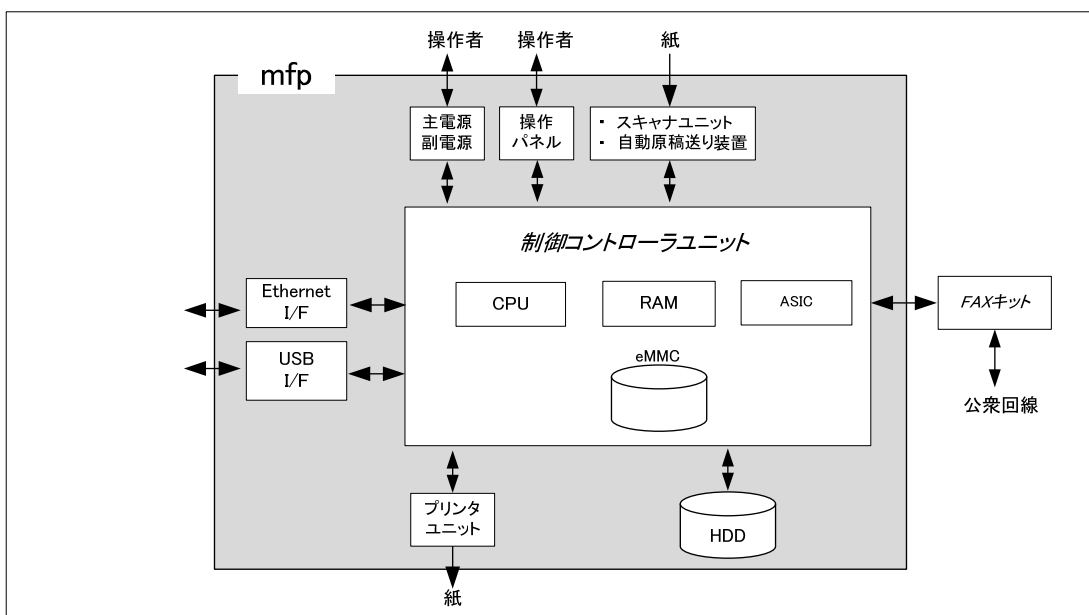 操作者
操作者
紙
mfp
主電源
副電源
操作
パネル
・ スキャナユニット
・ 自動原稿送り装置
制御コントローラユニット
Ethernet
I/F
CPU
RAM
ASIC
FAXキット
USB
I/F
eMMC
公衆回線
プリンタ
ユニット
HDD
紙